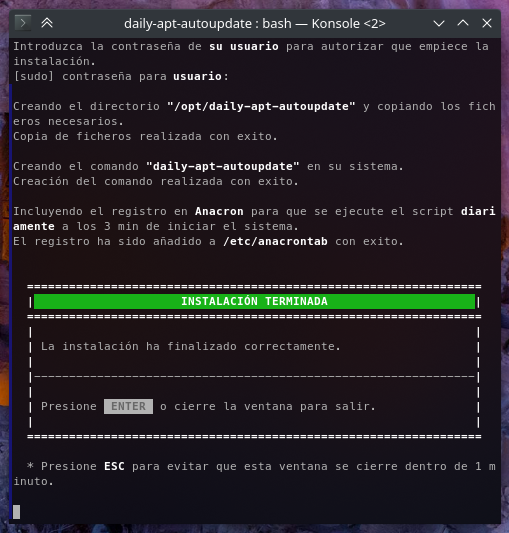 daily-apt-autoupdate : bash — Konsole <2>
Introduzca la contraseña de su usuario para autorizar que empiece la
instalación.
[sudo] contraseña para usuario:
Creando el directorio "/opt/daily-apt-autoupdate" y copiando los fich
eros necesarios.
Copia de ficheros realizada con exito.
Creando el comando "daily-apt-autoupdate" en su sistema.
Creación del comando realizada con exito.
Incluyendo el registro en Anacron para que se ejecute el script diari
amente a los 3 min de iniciar el sistema.
El registro ha sido añadido a /etc/anacrontab con exito.
INSTALACIÓN TERMINADA
La instalación ha finalizado correctamente.
Presione ENTER o cierre la ventana para salir.
* Presione ESC para evitar que esta ventana se cierre dentro de 1 m
inuto.